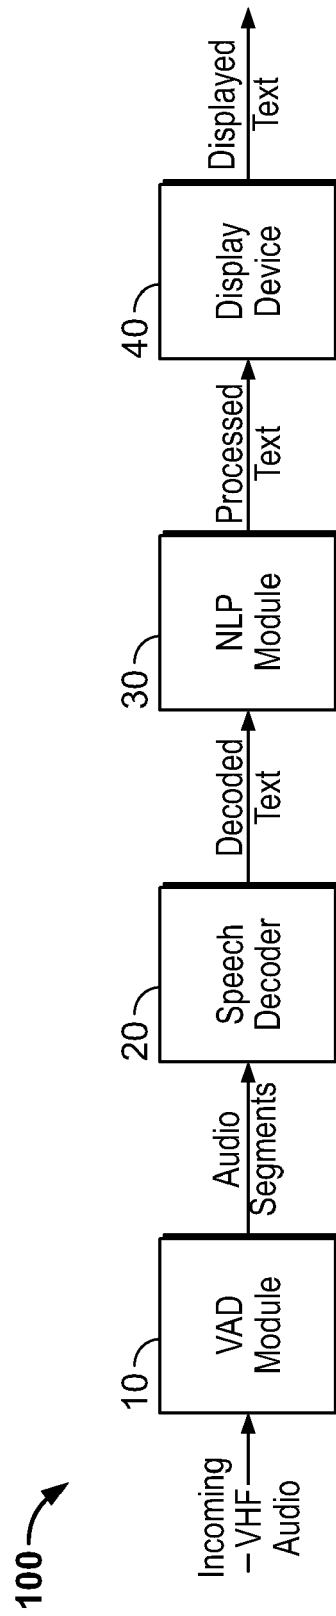 100
Incoming
VHF
Audio
10
VAD
Module
Audio
Segments
20
Speech
Decoder
Decoded
Text
30
NLP
Module
Processed
Text
40
Display
Device
Displayed
Text